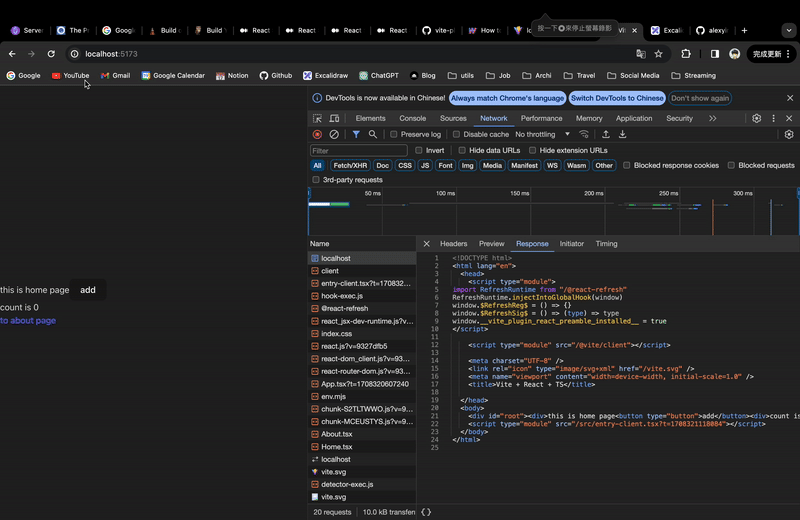 Server
The P
Googl
Build
Build
React
React
React
React
vite-p
How t
lo
Vit
Excali
alexyl
按一下 來停止螢幕錄影
localhost:5173
完成更新
Google
YouTube
Gmail
Google Calendar
Notion
Github
Excalidraw
ChatGPT
Blog
utils
Job
Archi
Travel
Social Media
Streaming
DevTools is now available in Chinese!
Always match Chrome's language
Switch DevTools to Chinese
Don't show again
Elements
Console
Sources
Network
Performance
Memory
Application
Security
Preserve log
Disable cache
No throttling
Filter
Invert
Hide data URLs
Hide extension URLs
All
Fetch/XHR
Doc
CSS
JS
Font
Img
Media
Manifest
WS
Wasm
Other
Blocked response cookies
Blocked requests
3rd-party requests
50 ms
100 ms
150 ms
200 ms
250 ms
300 ms
this is home page
add
count is 0
to about page
Name
localhost
client
entry-client.tsx?t=170832...
hook-exec.js
@react-refresh
react_jsx-dev-runtime.js?v...
index.css
react.js?v=9327dfb5
react-dom_client.js?v=93...
react-router-dom.js?v=93...
App.tsx?t=1708320607240
env.mjs
chunk-S2TLTWWO.js?v=9...
chunk-MCEUSTYS.js?v=9...
About.tsx
Home.tsx
localhost
vite.svg
detector-exec.js
vite.svg
20 requests
10.0 kB transfer
Headers
Preview
Response
Initiator
Timing
1 <!DOCTYPE html>
2 <html lang="en">
3 <head>
4 <script type="module">
5 import RefreshRuntime from "/@react-refresh"
6 RefreshRuntime.injectIntoGlobalHook(window)
7 window.$RefreshReg$ = () => {}
8 window.$RefreshSig$ = () => (type) => type
9 window.__vite_plugin_react_preamble_installed__ = true
10 </script>
11
12 <script type="module" src="/@vite/client"></script>
13
14 <meta charset="UTF-8" />
15 <link rel="icon" type="image/svg+xml" href="/vite.svg" />
16 <meta name="viewport" content="width=device-width, initial-scale=1.0" />
17 <title>Vite + React + TS</title>
18
19 </head>
20 <body>
21 <div id="root"><div>this is home page<button type="button">add</button><div>count is
22 <script type="module" src="/src/entry-client.tsx?t=1708321118084"></script>
23 </body>
24 </html>
25